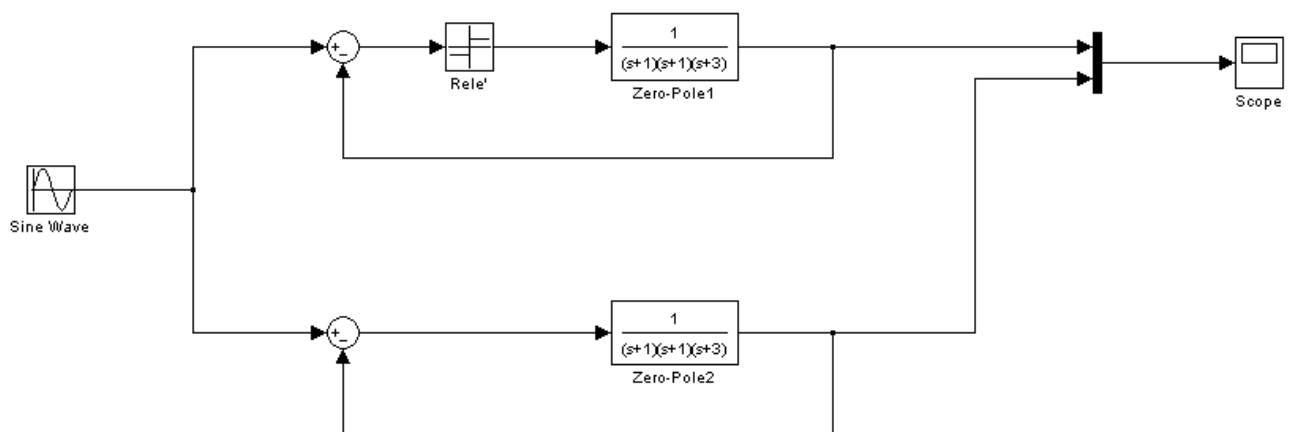 1
(s+1)(s+1)(s+3)
Rele'
Zero-Pole1
Scope
Sine Wave
1
(s+1)(s+1)(s+3)
Zero-Pole2